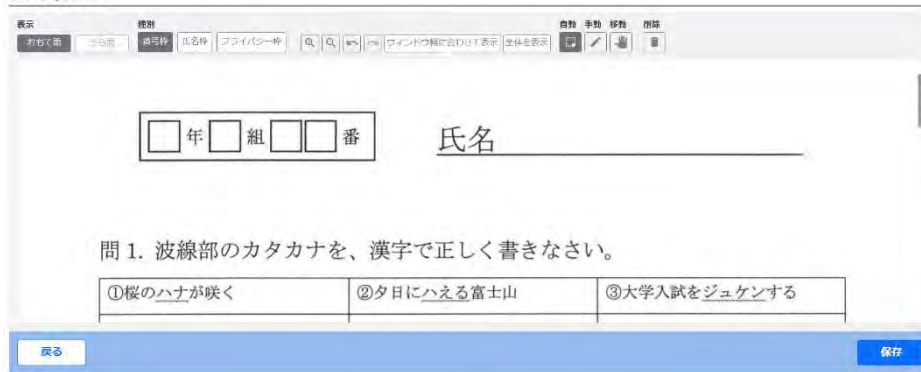 表示 種別 自動 手動 移動 削除
おもて面 うら面 番号枠 氏名枠 プライバシー枠 ウィンドウ幅に合わせて表示 全体を表示
年 組 番 氏名
問 1. 波線部のカタカナを、漢字で正しく書きなさい。
①桜のハナが咲く ②夕日にハえる富士山 ③大学入試をジュケンする
戻る 保存